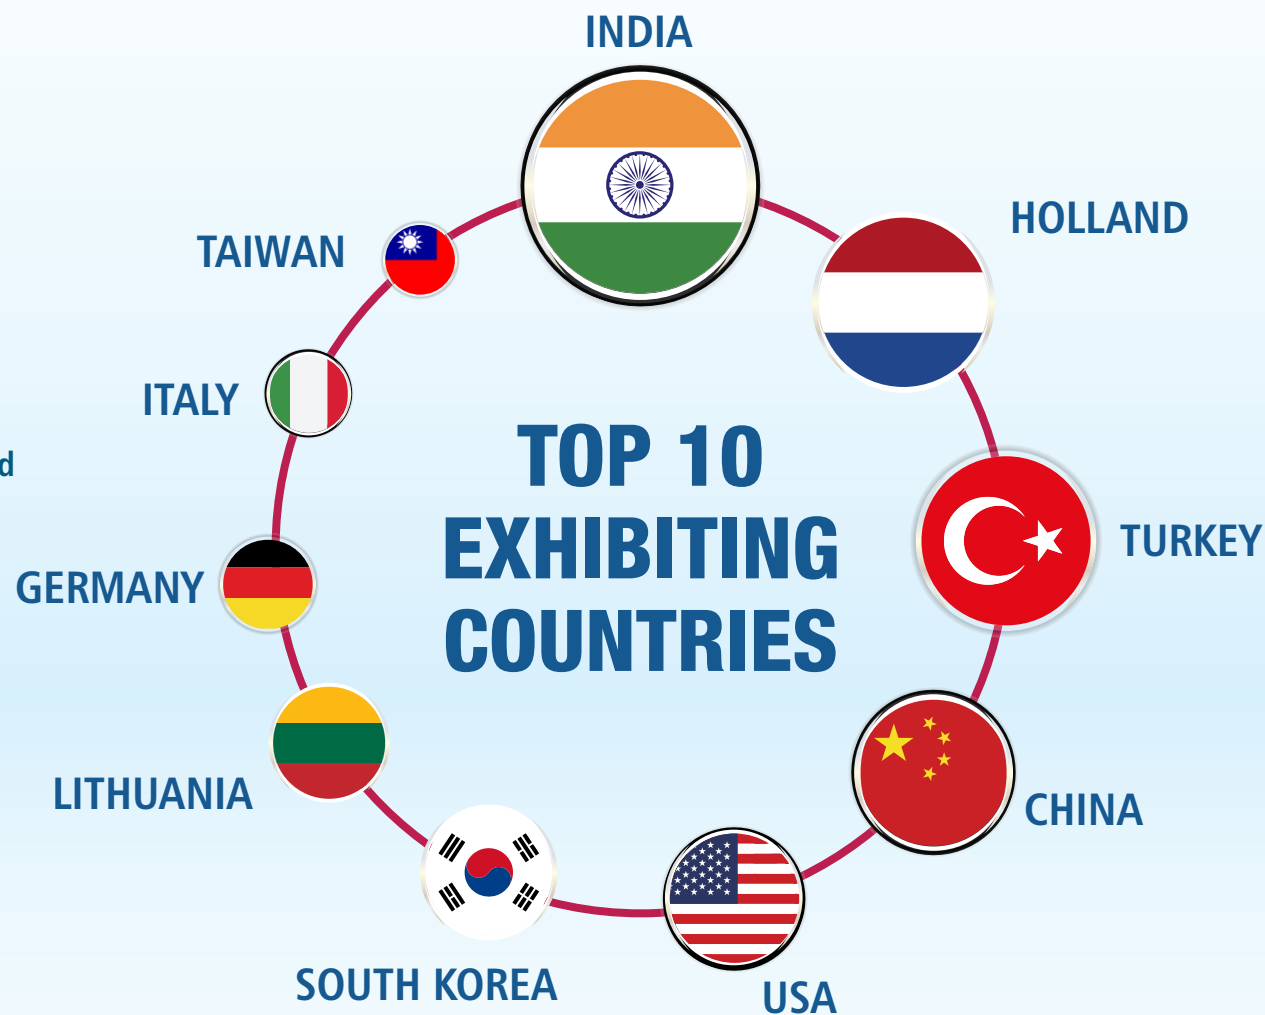 INDIA
HOLLAND
TAIWAN
ITALY
TOP 10
d
EXHIBITING
TURKEY
GERMANY
COUNTRIES
LITHUANIA
CHINA
SOUTH KOREA
USA